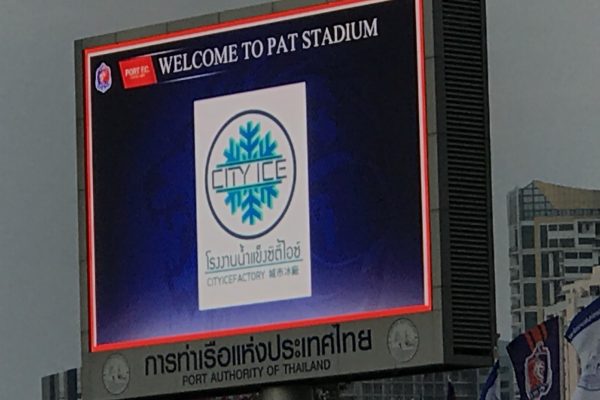 PORT F.C.
WELCOME TO PAT STADIUM
CITY ICE
โรงงานน้ำแข็งซิตี้ไอซ์
CITYICEFACTORY 城市冰廠
การท่าเรือแห่งประเทศไทย
PORT AUTHORITY OF THAILAND